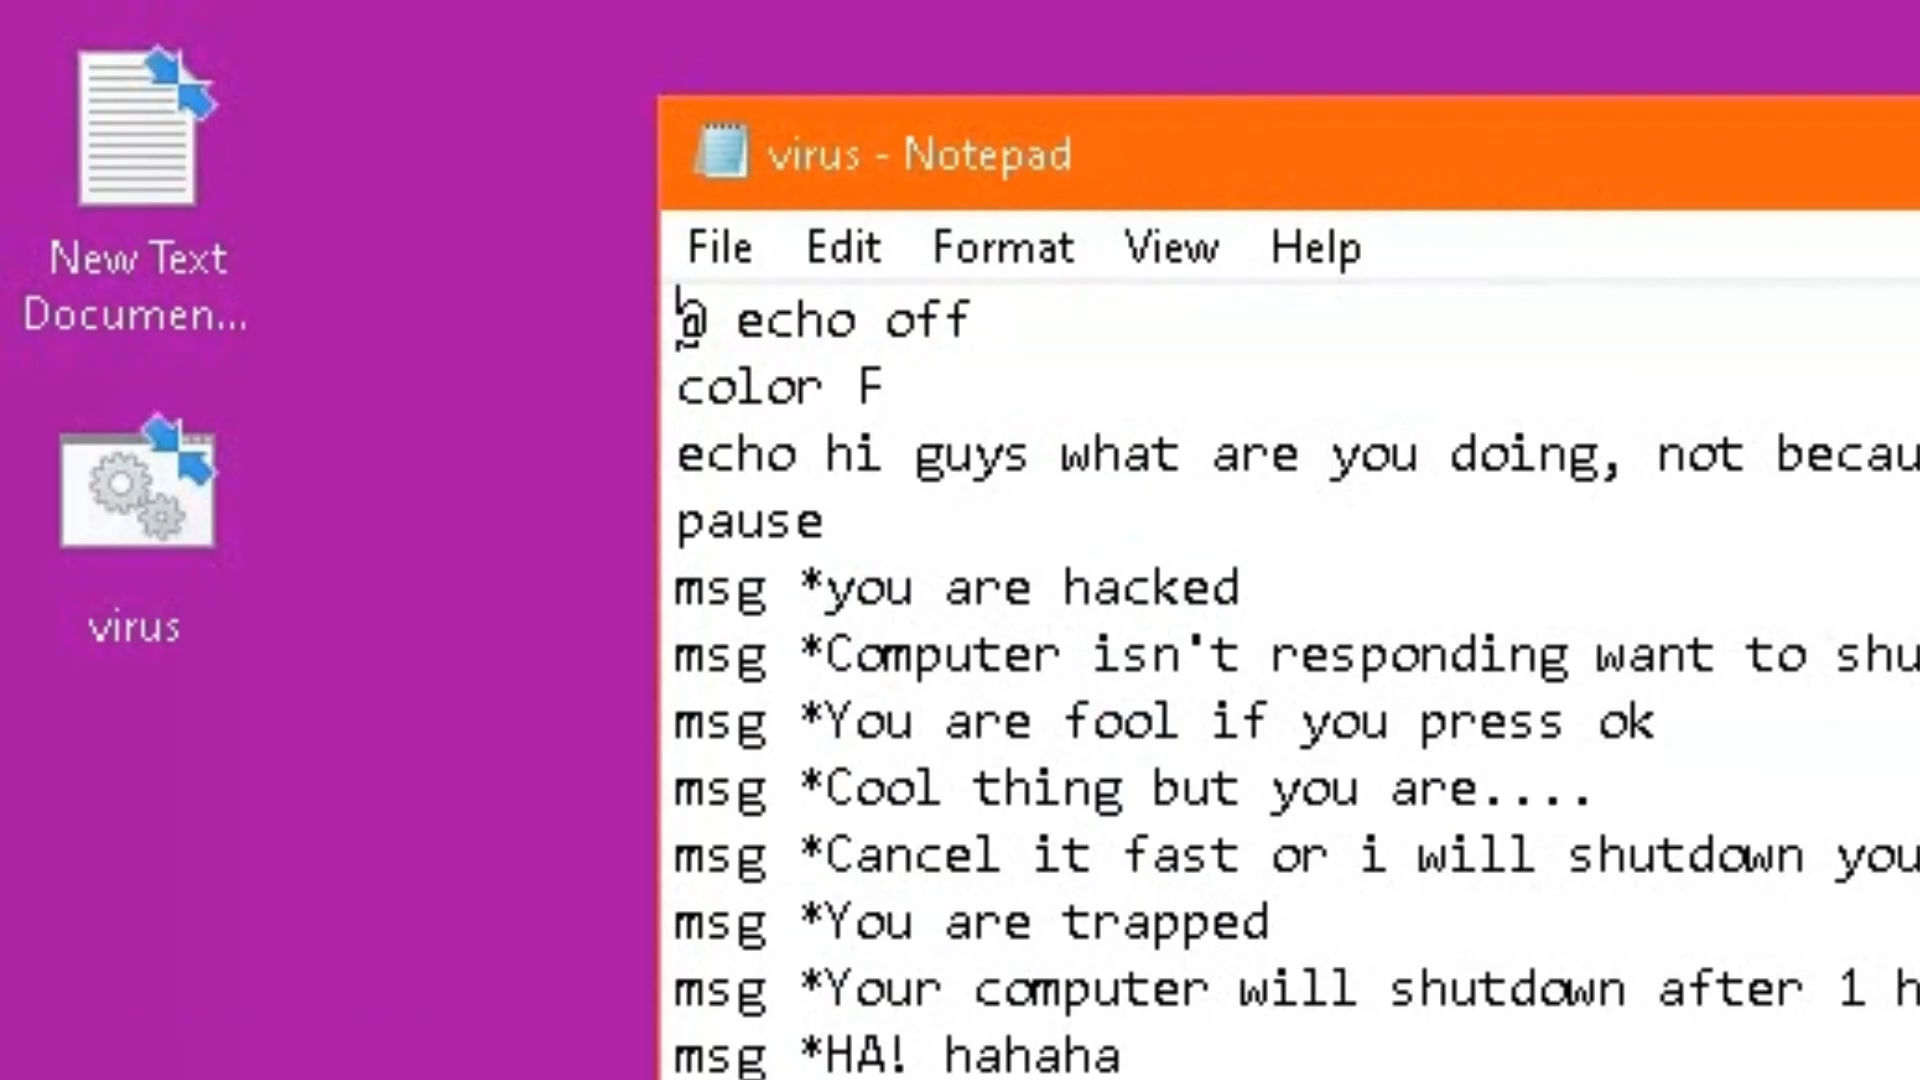 New Text
Documen...
virus
virus - Notepad
File Edit Format View Help
@ echo off
color F
echo hi guys what are you doing, not becau
pause
msg *you are hacked
msg *Computer isn't responding want to shu
msg *You are fool if you press ok
msg *Cool thing but you are....
msg *Cancel it fast or i will shutdown you
msg *You are trapped
msg *Your computer will shutdown after 1 h
msg *HA! hahaha